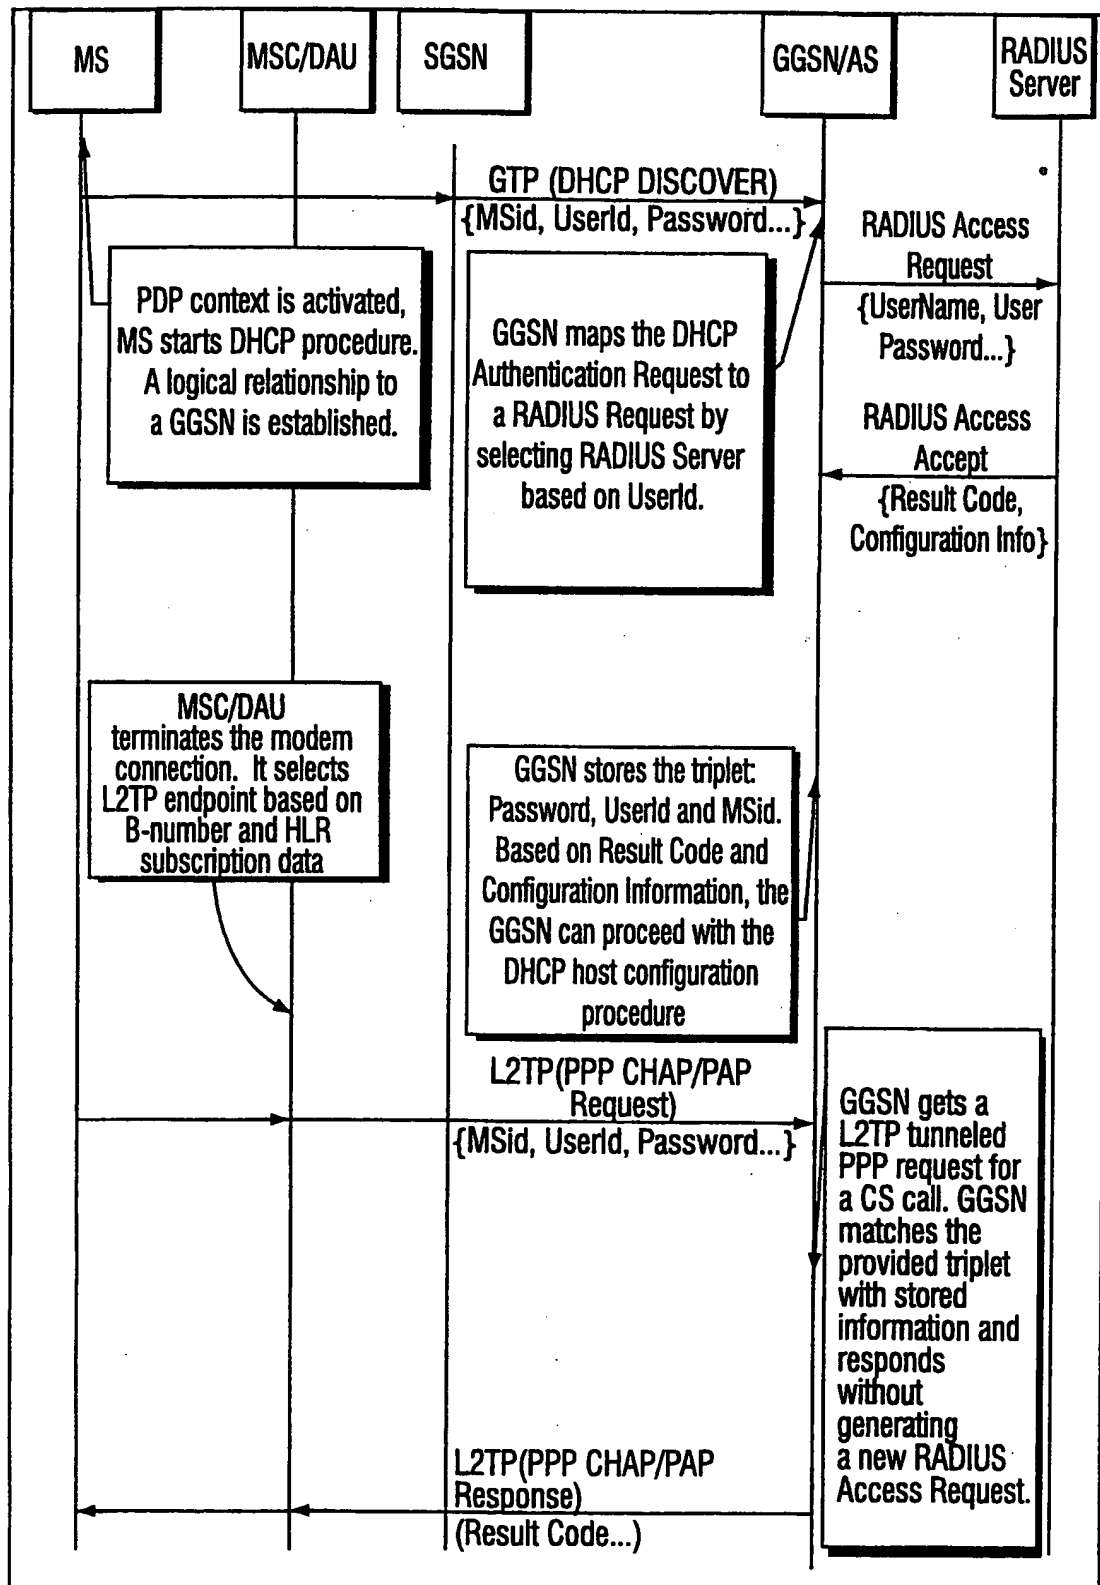 MS
MSC/DAU
SGSN
GGSN/AS
RADIUS
Server
GTP (DHCP DISCOVER)
{MSid, UserId, Password...}
RADIUS Access
Request
{UserName, User
Password...}
PDP context is activated,
MS starts DHCP procedure.
A logical relationship to
a GGSN is established.
GGSN maps the DHCP
Authentication Request to
a RADIUS Request by
selecting RADIUS Server
based on UserId.
RADIUS Access
Accept
{Result Code,
Configuration Info}
MSC/DAU
terminates the modem
connection. It selects
L2TP endpoint based on
B-number and HLR
subscription data
GGSN stores the triplet:
Password, UserId and MSid.
Based on Result Code and
Configuration Information, the
GGSN can proceed with the
DHCP host configuration
procedure
L2TP(PPP CHAP/PAP
Request)
{MSid, UserId, Password...}
GGSN gets a
L2TP tunneled
PPP request for
a CS call. GGSN
matches the
provided triplet
with stored
information and
responds
without
generating
a new RADIUS
Access Request.
L2TP(PPP CHAP/PAP
Response)
(Result Code...)